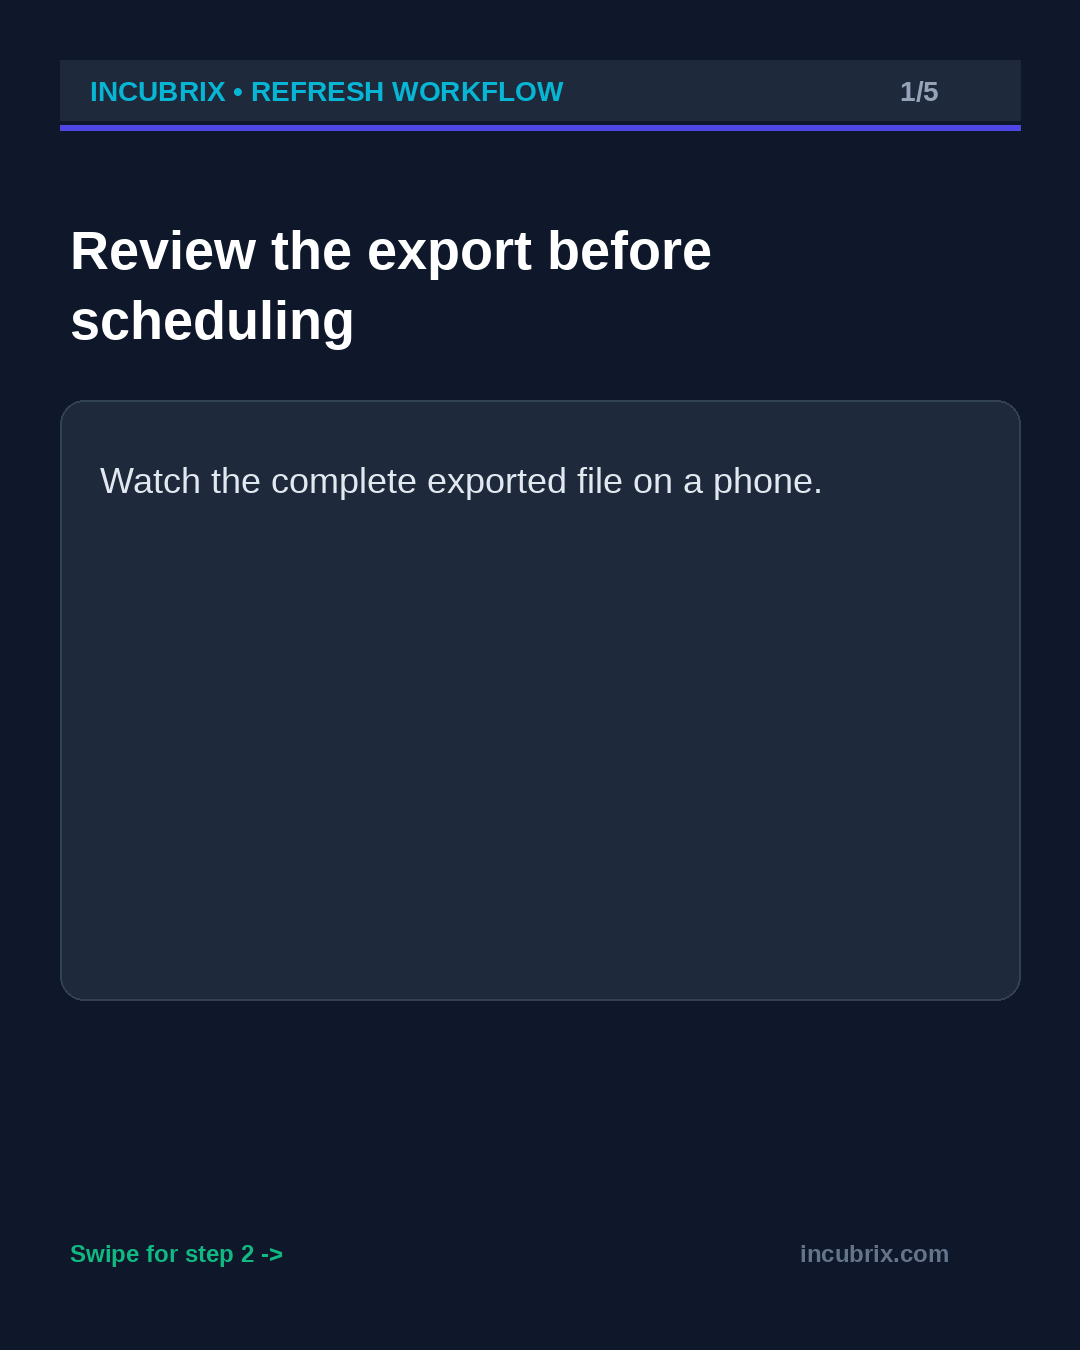 INCUBRIX • REFRESH WORKFLOW
1/5
Review the export before
scheduling
Watch the complete exported file on a phone.
Swipe for step 2 ->
incubrix.com